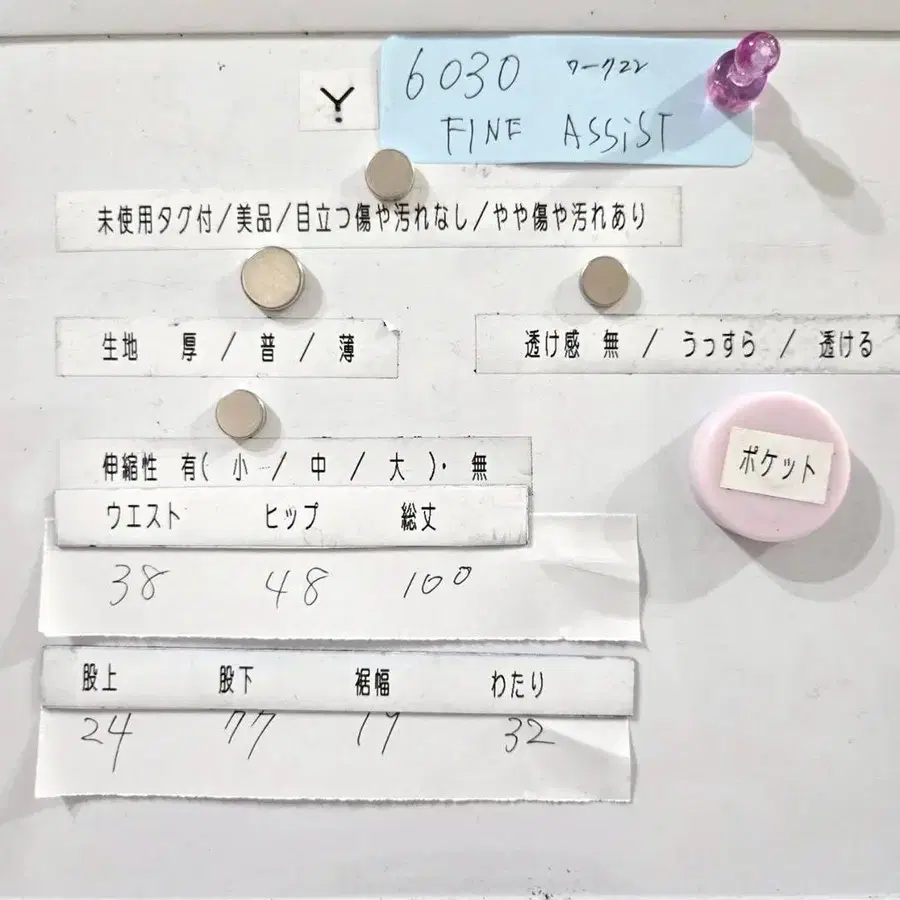 6030 ワーク22
Y
FINE ASSiST
未使用タグ付/美品/目立つ傷や汚れなし/やや傷や汚れあり
生地 厚 / 普 / 薄
透け感 無 / うっすら / 透ける
伸縮性 有( 小 / 中 / 大 )・ 無
ポケット
ウエスト ヒップ 総丈
38 48 100
股上 股下 裾幅 わたり
24 77 19 32